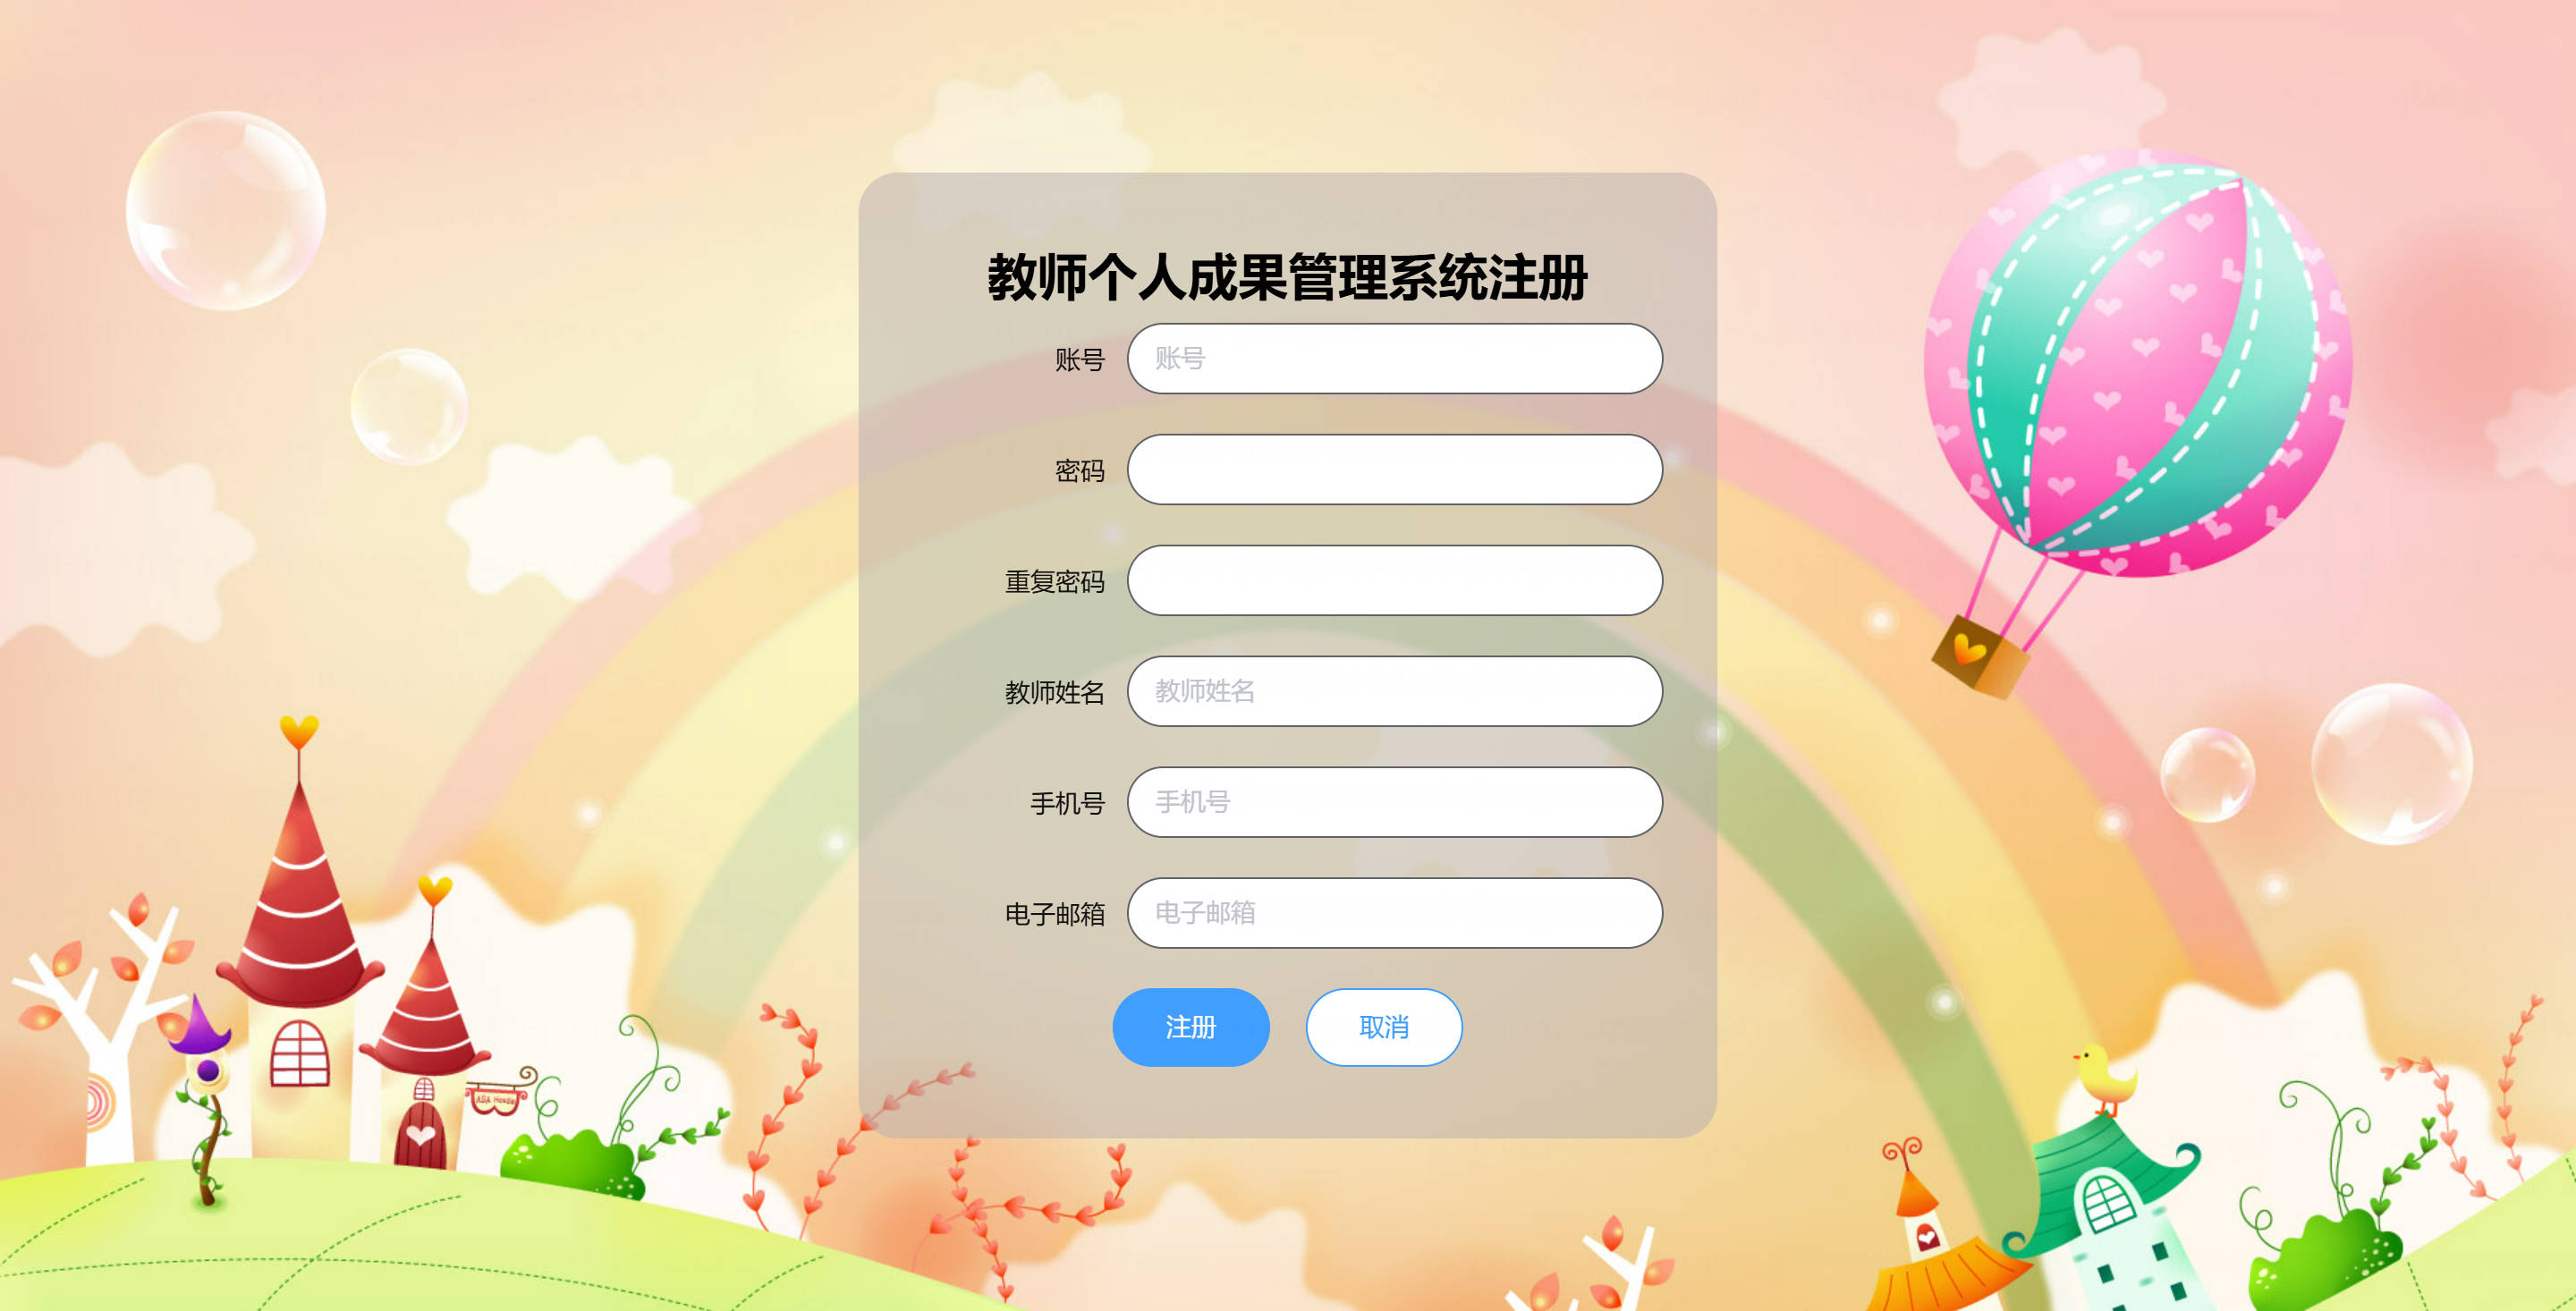 教师个人成果管理系统注册
账号 账号
密码
重复密码
教师姓名 教师姓名
手机号 手机号
电子邮箱 电子邮箱
注册 取消